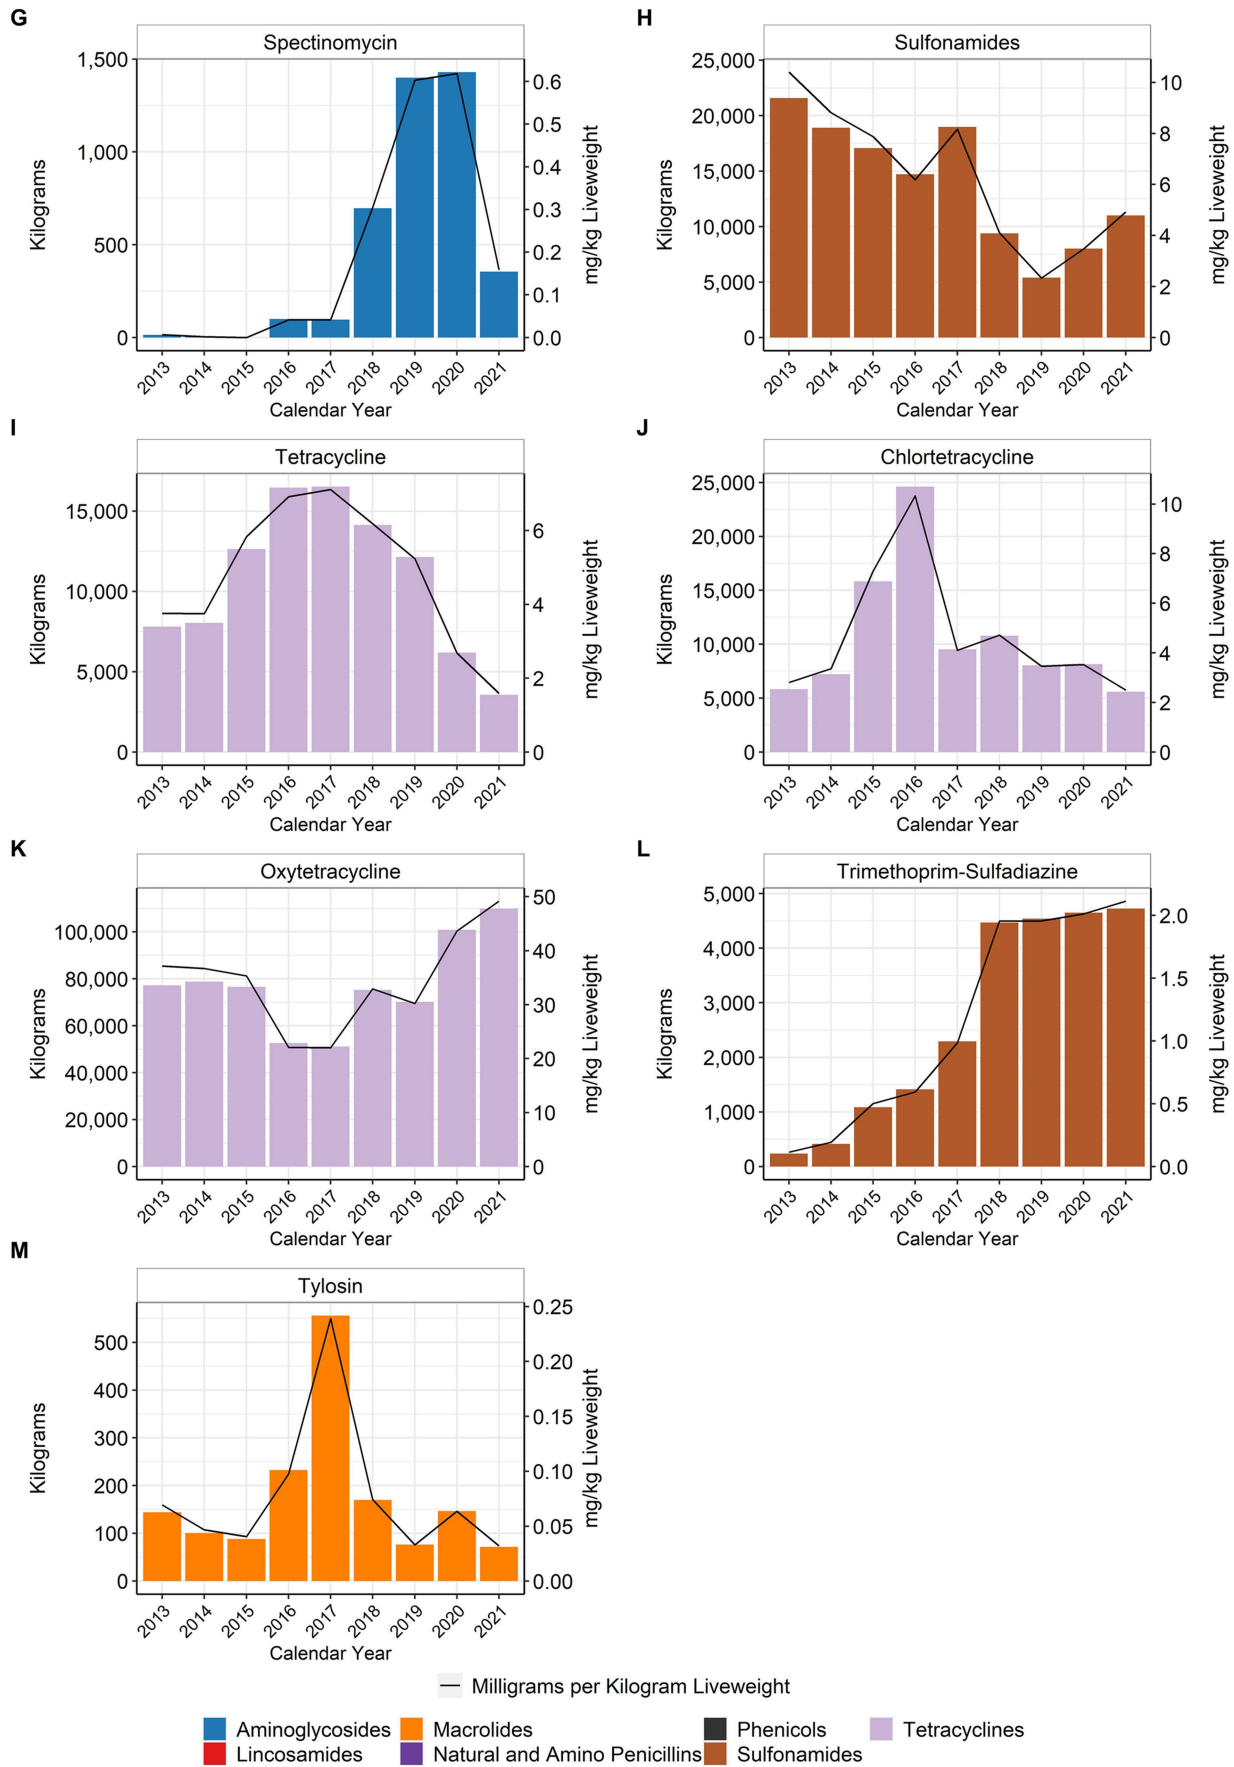 G
Spectinomycin
1,500
1,000
500
0
Kilograms
0.6
0.5
0.4
0.3
0.2
0.1
0.0
mg/kg Liveweight
2013 2014 2015 2016 2017 2018 2019 2020 2021
Calendar Year
H
Sulfonamides
25,000
20,000
15,000
10,000
5,000
0
Kilograms
10
8
6
4
2
0
mg/kg Liveweight
2013 2014 2015 2016 2017 2018 2019 2020 2021
Calendar Year
I
Tetracycline
15,000
10,000
5,000
0
Kilograms
6
4
2
0
mg/kg Liveweight
2013 2014 2015 2016 2017 2018 2019 2020 2021
Calendar Year
J
Chlortetracycline
25,000
20,000
15,000
10,000
5,000
0
Kilograms
10
8
6
4
2
0
mg/kg Liveweight
2013 2014 2015 2016 2017 2018 2019 2020 2021
Calendar Year
K
Oxytetracycline
100,000
80,000
60,000
40,000
20,000
0
Kilograms
50
40
30
20
10
0
mg/kg Liveweight
2013 2014 2015 2016 2017 2018 2019 2020 2021
Calendar Year
L
Trimethoprim-Sulfadiazine
5,000
4,000
3,000
2,000
1,000
0
Kilograms
2.0
1.5
1.0
0.5
0.0
mg/kg Liveweight
2013 2014 2015 2016 2017 2018 2019 2020 2021
Calendar Year
M
Tylosin
500
400
300
200
100
0
Kilograms
0.25
0.20
0.15
0.10
0.05
0.00
mg/kg Liveweight
2013 2014 2015 2016 2017 2018 2019 2020 2021
Calendar Year
Milligrams per Kilogram Liveweight
Aminoglycosides Macrolides Phenicols Tetracyclines
Lincosamides Natural and Amino Penicillins Sulfonamides